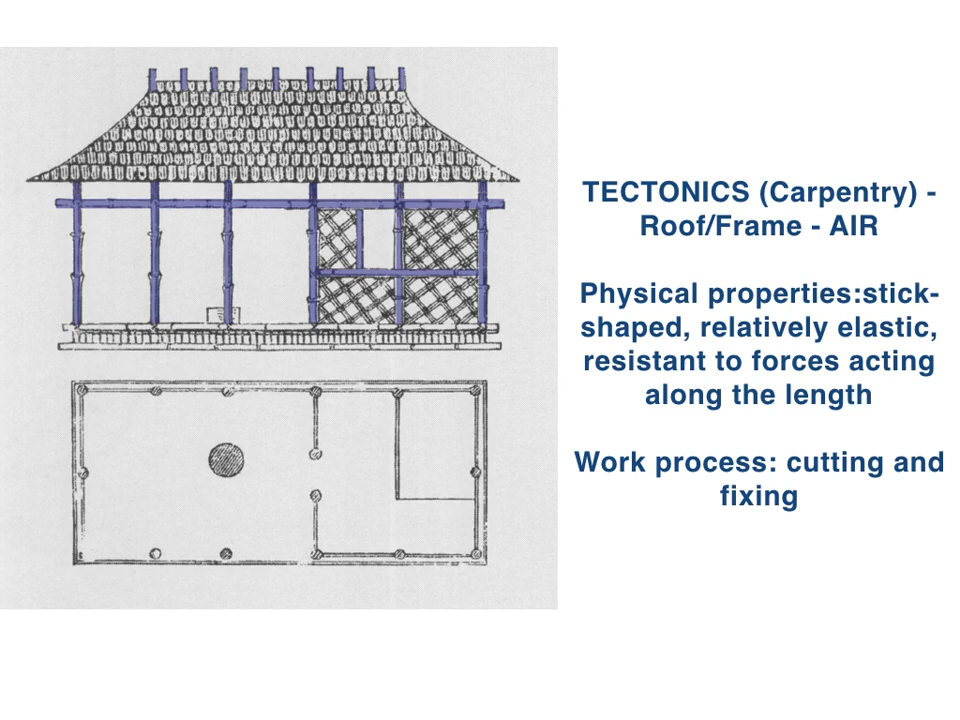 TECTONICS (Carpentry) -
Roof/Frame - AIR
Physical properties:stick-
shaped, relatively elastic,
resistant to forces acting
along the length
Work process: cutting and
fixing